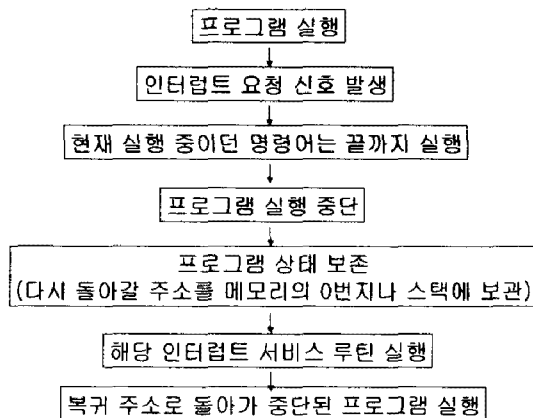 프로그램 실행
인터럽트 요청 신호 발생
현재 실행 중이던 명령어는 끝까지 실행
프로그램 실행 중단
프로그램 상태 보존
(다시 돌아갈 주소를 메모리의 0번지나 스택에 보관)
해당 인터럽트 서비스 루틴 실행
복귀 주소로 돌아가 중단된 프로그램 실행